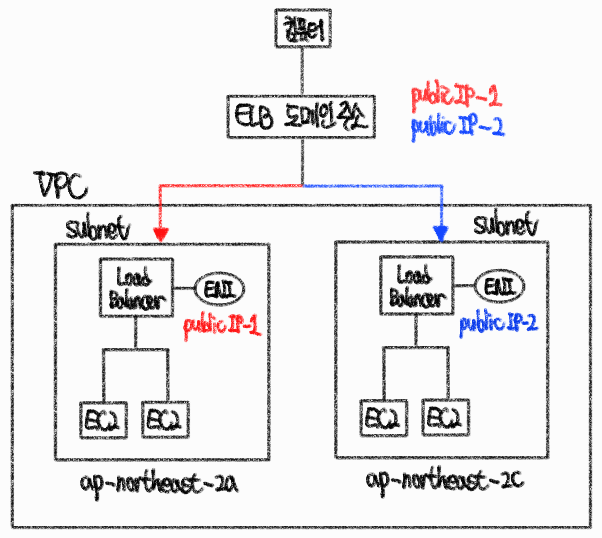 컴퓨터
ELB 도메인주소
public IP-1
public IP-2
VPC
subnet
Load
Balancer
ENI
public IP-1
EC2
EC2
ap-northeast-2a
subnet
Load
Balancer
ENI
public IP-2
EC2
EC2
ap-northeast-2c